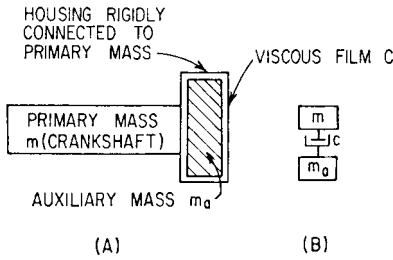 HOUSING RIGIDLY
CONNECTED TO
PRIMARY MASS
VISCOUS FILM C
PRIMARY MASS
m(CRANKSHAFT)
m
c
ma
AUXILIARY MASS ma
(A)
(B)